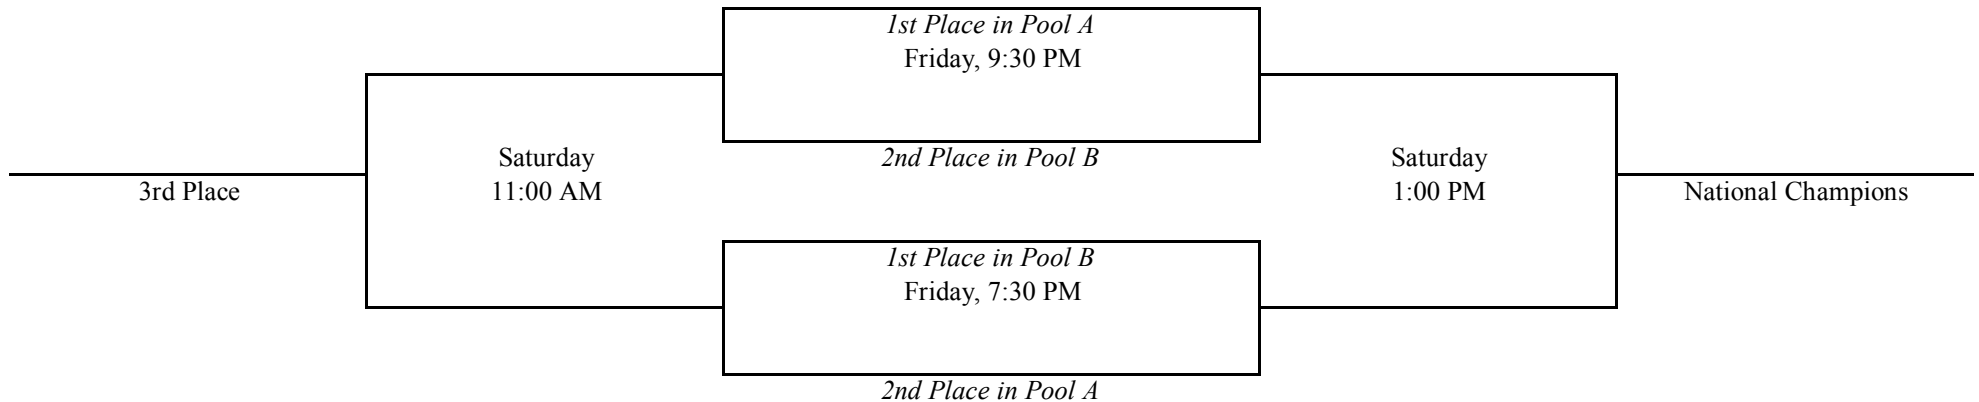 1st Place in Pool A
Friday, 9:30 PM
2nd Place in Pool B
Saturday
11:00 AM
3rd Place
Saturday
1:00 PM
National Champions
1st Place in Pool B
Friday, 7:30 PM
2nd Place in Pool A